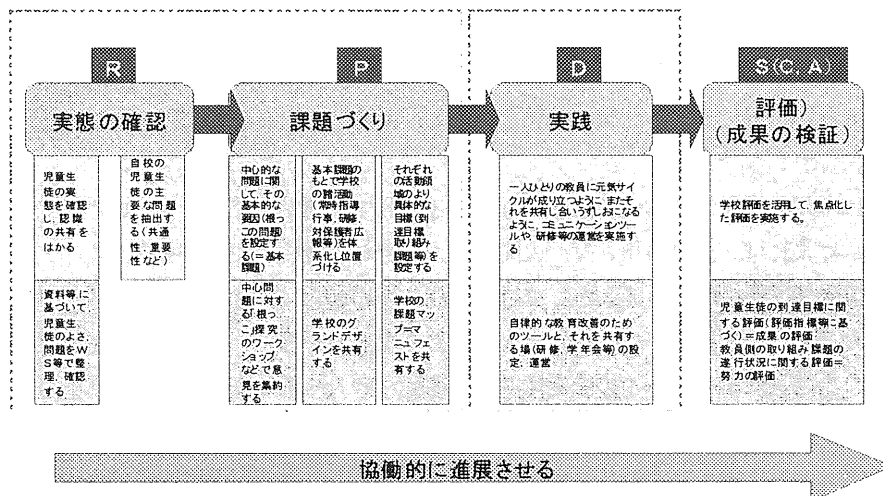 R
実態の確認
児童生
徒の実
態を確認
し、認識
の共有を
はかる
自校の
児童生
徒の主
要な問題
を抽出す
る(共通
性、重要
性など)
資料等に
基づいて、
児童生
徒のよさ、
問題をW
S等で整
理、確認
する
P
課題づくり
中心的な
問題に関
して、その
基本的な
要因(根っ
この問題)
を設定す
る(=基本
課題)
基本課題の
もとで学校
の諸活動
(常時指導
行事、研修、
対保護者広
報等)を体
系化し位置
づける
それぞれ
の活動領
域のより
具体的な
目標(到
達目標
取り組み
課題等)を
設定する
中心問
題に対す
る「根っ
こ」探究
のワーク
ショップ
などで意
見を集約
する
学校のグ
ランドデザ
インを共有
する
学校の
課題マッ
プ=マ
ニュフェ
ストを共
有する
D
実践
一人ひとりの教員に元気サイ
クルが成り立つように、またそ
れを共有し合いうしおになる
ように、コミュニケーションツー
ルや、研修等の運営を実施す
る
自律的な教育改善のため
のツールと、それを共有す
る場(研修、学年会等)の設
定、運営
S(C, A)
評価)
(成果の検証)
学校評価を活用して、焦点化し
た評価を実施する。
児童生徒の到達目標に関
する評価(評価指標等に基
づく)=成果の評価
教員側の取り組み課題の
遂行状況に関する評価=
努力の評価
協働的に進展させる